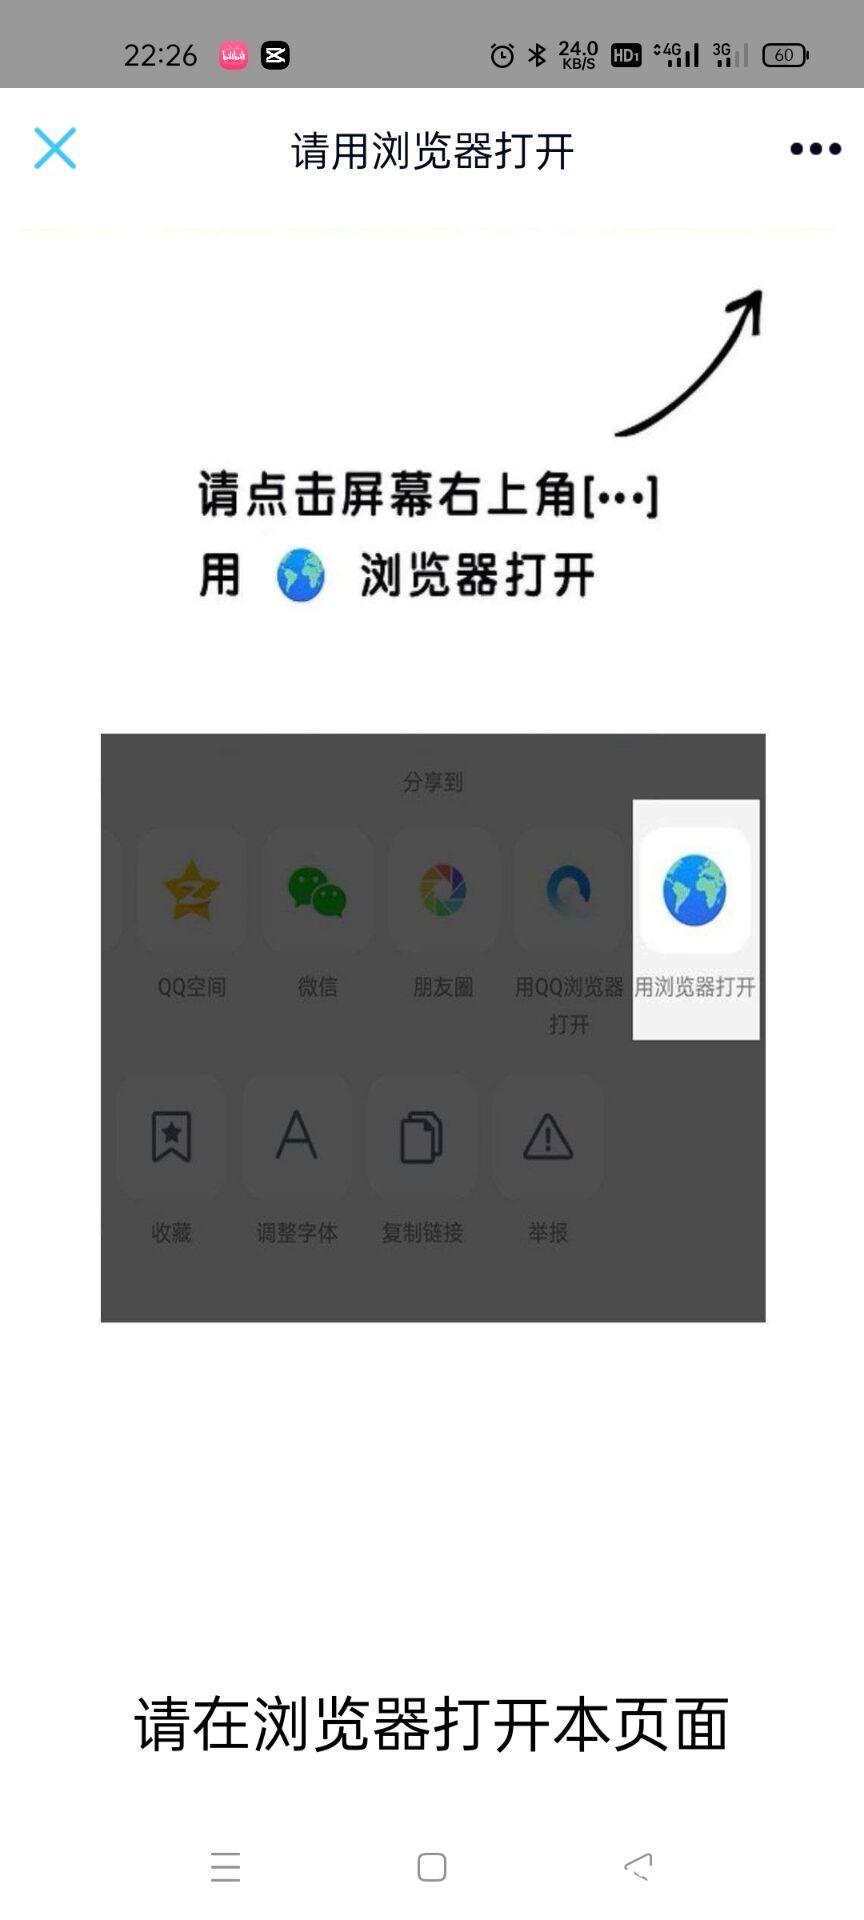 22:26 bilibili 24.0 KB/S HD1 4G 3G 60
请用浏览器打开
请点击屏幕右上角[•••]
用 浏览器打开
分享到
QQ空间 微信 朋友圈 用QQ浏览器打开 用浏览器打开
收藏 调整字体 复制链接 举报
请在浏览器打开本页面